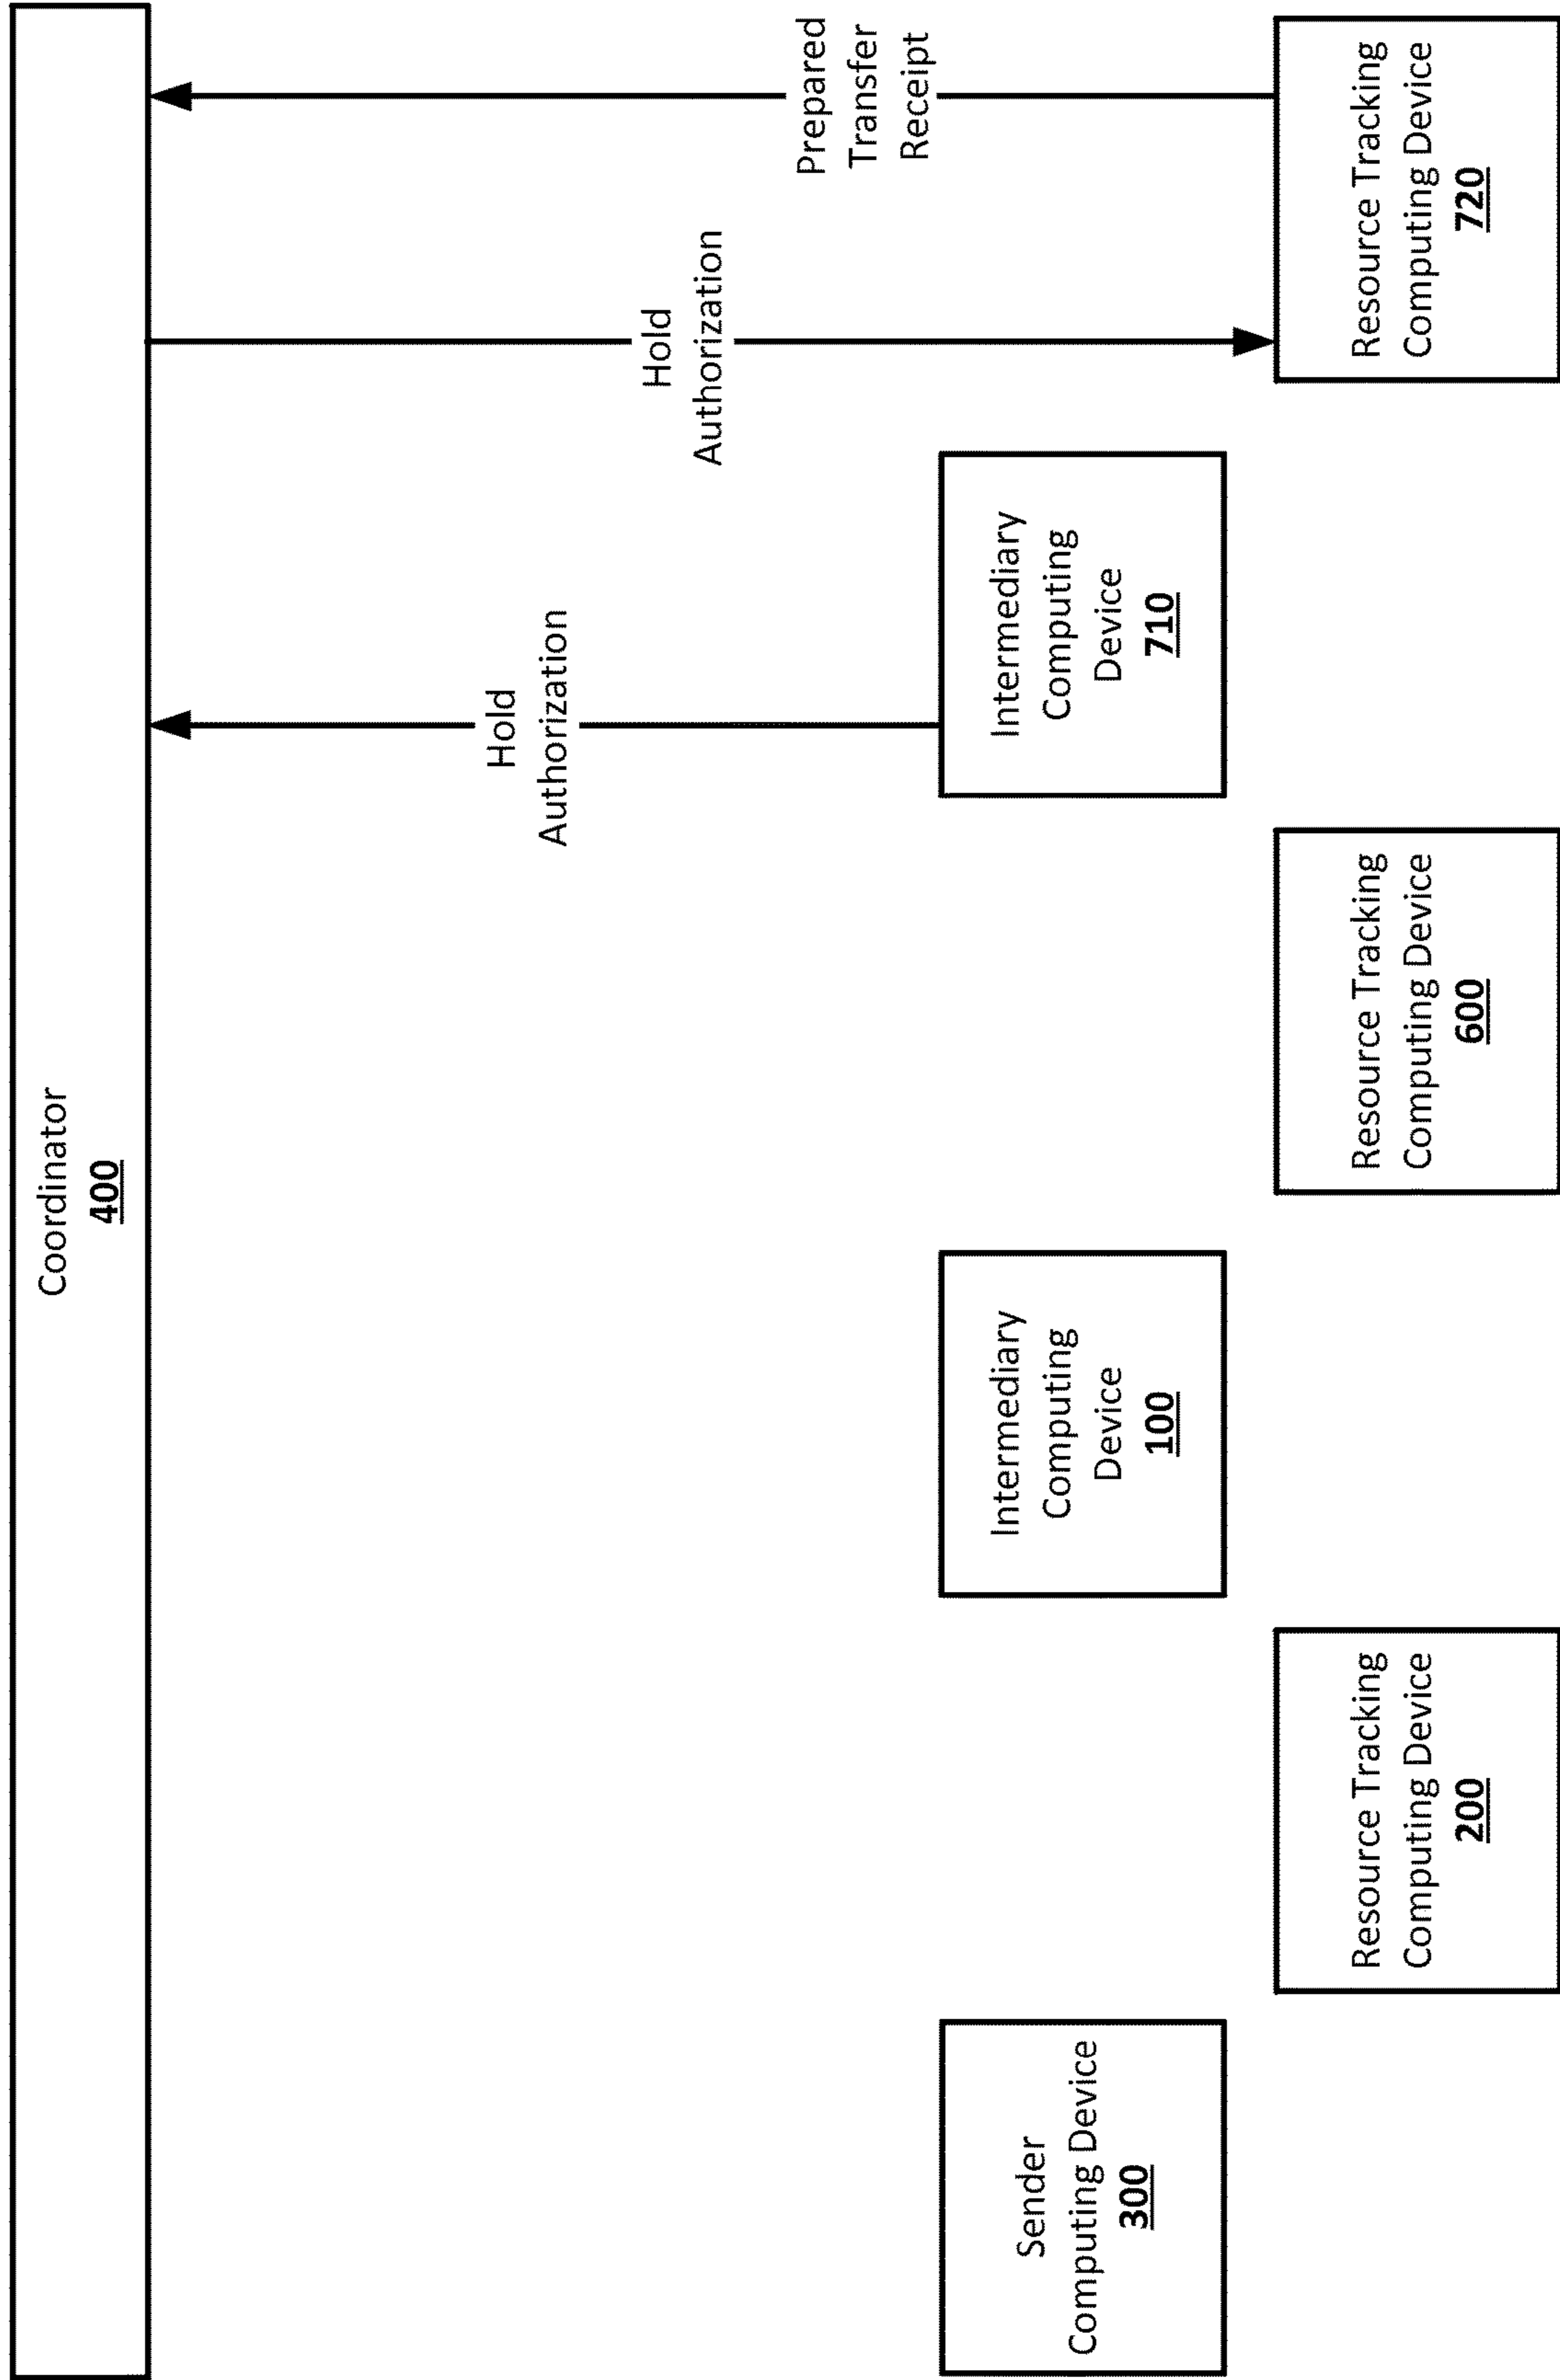 Coordinator
400
Hold
Authorization
Hold
Authorization
Prepared
Transfer
Receipt
Sender
Computing Device
300
Intermediary
Computing
Device
100
Intermediary
Computing
Device
710
Resource Tracking
Computing Device
200
Resource Tracking
Computing Device
600
Resource Tracking
Computing Device
720